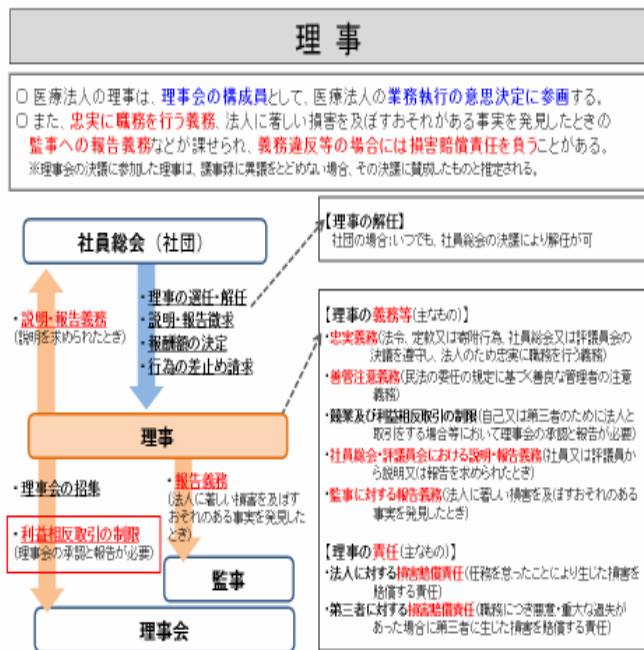 理 事
○ 医療法人の理事は、理事会の構成員として、医療法人の業務執行の意思決定に参画する。
○ また、忠実に職務を行う義務、法人に著しい損害を及ぼすおそれがある事実を発見したときの
監事への報告義務などが課せられ、義務違反等の場合には損害賠償責任を負うことがある。
※理事会の決議に参加した理事は、議事録に異議をとどめない場合、その決議に賛成したものと推定される。
社員総会（社団）
【理事の解任】
社団の場合：いつでも、社員総会の決議により解任が可
・説明・報告義務
(説明を求められたとき)
・理事の選任・解任
・説明・報告徴求
・報酬額の決定
・行為の差止め請求
理事
・理事会の招集
・利益相反取引の制限
(理事会の承認と報告が必要)
・報告義務
(法人に著しい損害を及ぼす
おそれのある事実を発見した
とき)
監事
理事会
【理事の義務等(主なもの)】
・忠実義務(法令、定款又は寄附行為、社員総会又は評議員会の
決議を遵守し、法人のため忠実に職務を行う義務)
・善管注意義務(民法の委任の規定に基づく善良な管理者の注意
義務)
・競業及び利益相反取引の制限(自己又は第三者のために法人と
取引をする場合等において理事会の承認と報告が必要)
・社員総会・評議員会における説明・報告義務(社員又は評議員か
ら説明又は報告を求められたとき)
・監事に対する報告義務(法人に著しい損害を及ぼすおそれのある
事実を発見したとき)
【理事の責任(主なもの)】
・法人に対する損害賠償責任(任務を怠ったことにより生じた損害を
賠償する責任)
・第三者に対する損害賠償責任(職務につき悪意・重大な過失が
あった場合に第三者に生じた損害を賠償する責任)